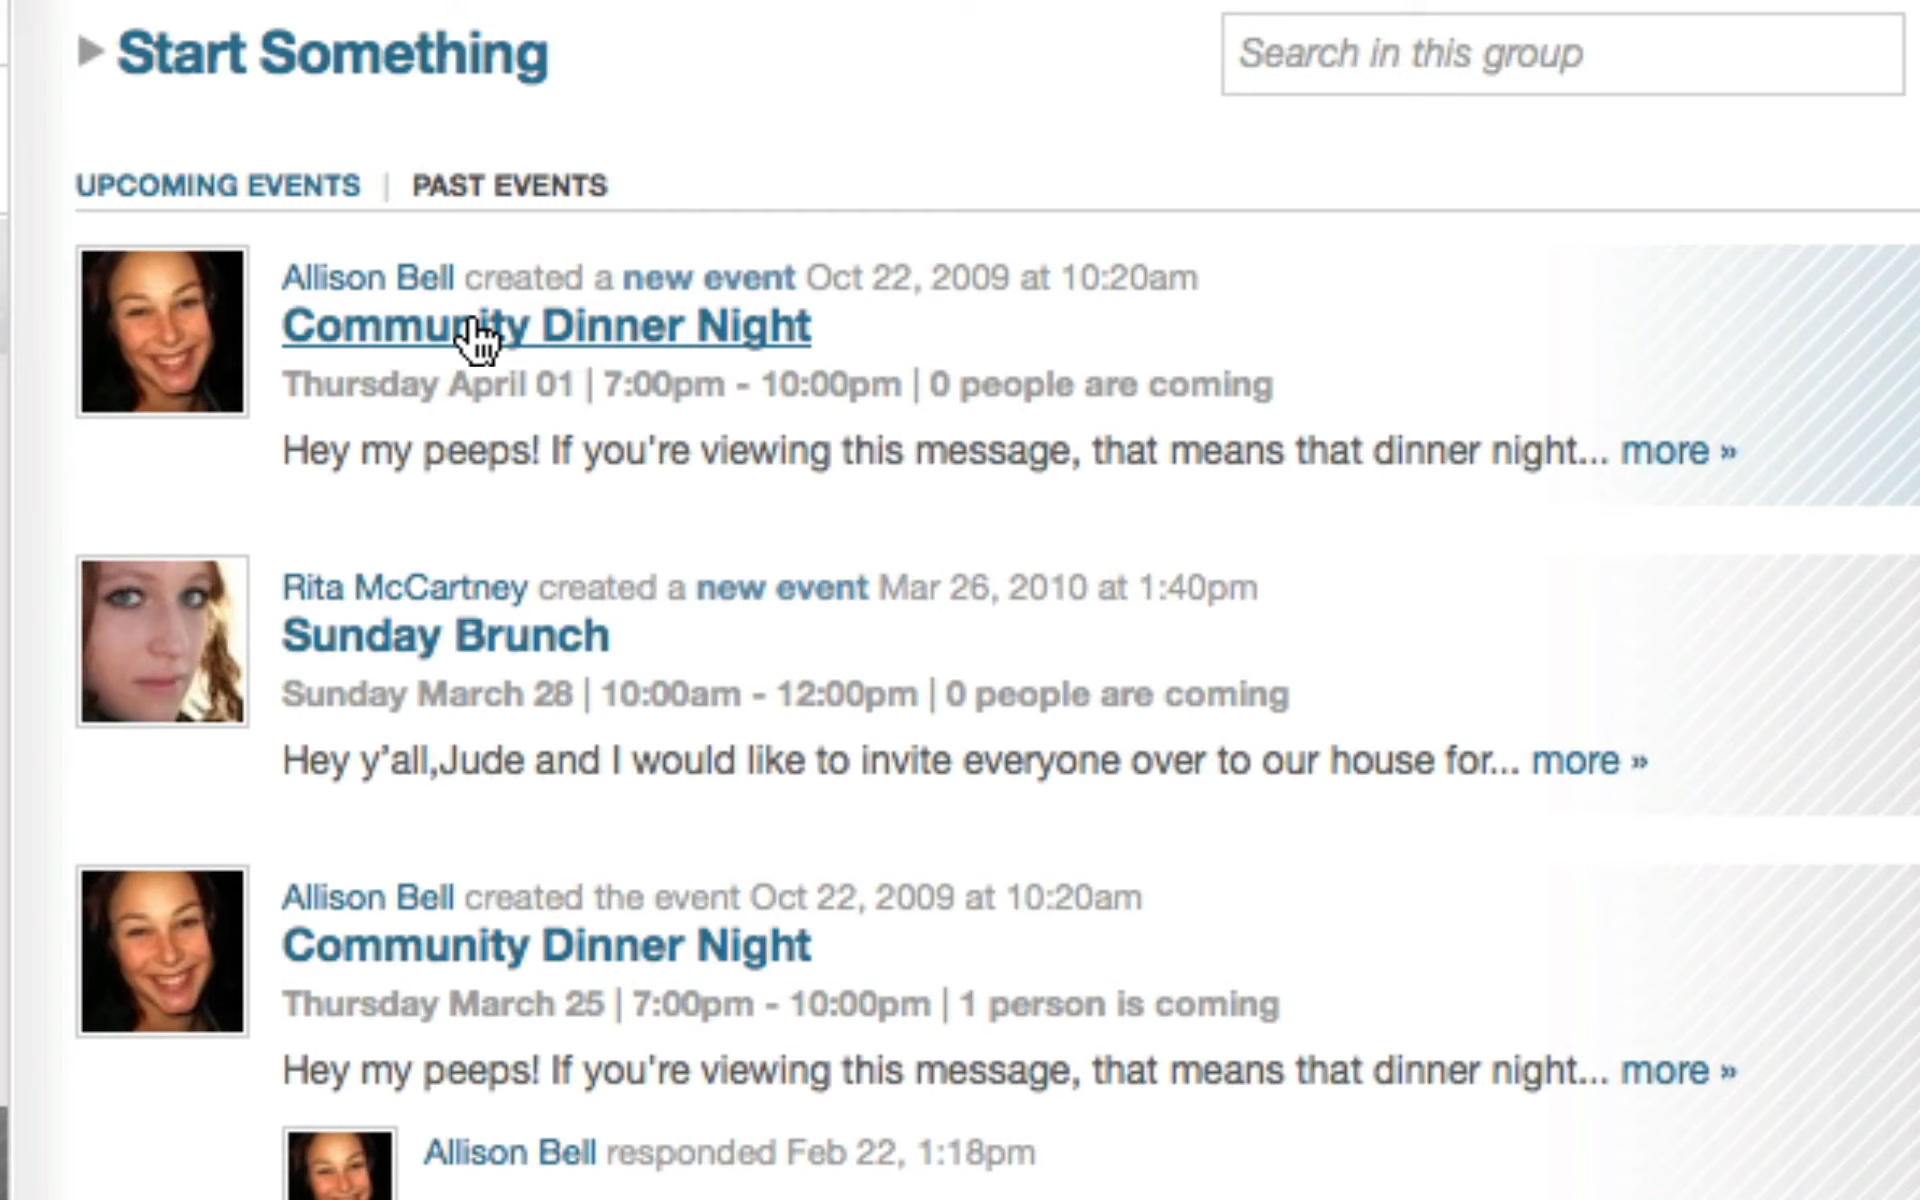 Start Something
Search in this group
UPCOMING EVENTS | PAST EVENTS
Allison Bell created a new event Oct 22, 2009 at 10:20am
Community Dinner Night
Thursday April 01 | 7:00pm - 10:00pm | 0 people are coming
Hey my peeps! If you're viewing this message, that means that dinner night... more »
Rita McCartney created a new event Mar 26, 2010 at 1:40pm
Sunday Brunch
Sunday March 28 | 10:00am - 12:00pm | 0 people are coming
Hey y'all,Jude and I would like to invite everyone over to our house for... more »
Allison Bell created the event Oct 22, 2009 at 10:20am
Community Dinner Night
Thursday March 25 | 7:00pm - 10:00pm | 1 person is coming
Hey my peeps! If you're viewing this message, that means that dinner night... more »
Allison Bell responded Feb 22, 1:18pm